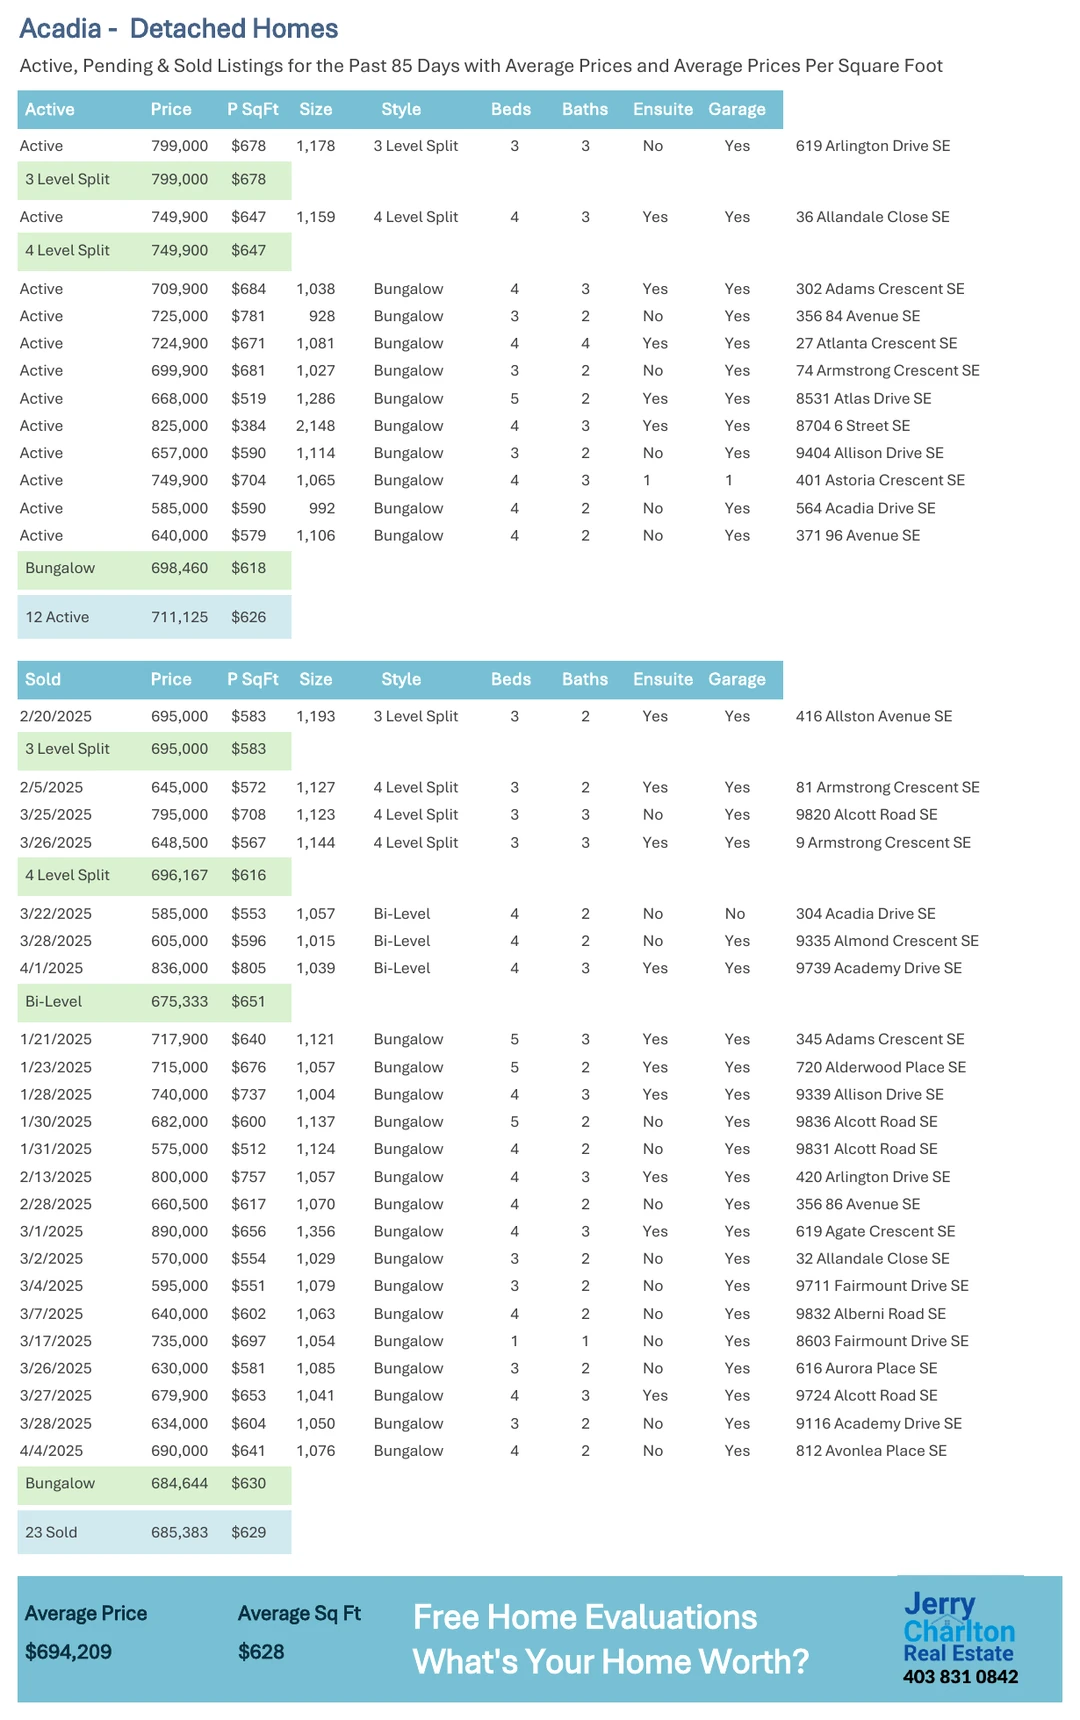 Acadia - Detached Homes
Active, Pending & Sold Listings for the Past 85 Days with Average Prices and Average Prices Per Square Foot
Active Price P SqFt Size Style Beds Baths Ensuite Garage
Active 799,000 $678 1,178 3 Level Split 3 3 No Yes 619 Arlington Drive SE
3 Level Split 799,000 $678
Active 749,900 $647 1,159 4 Level Split 4 3 Yes Yes 36 Allandale Close SE
4 Level Split 749,900 $647
Active 709,900 $684 1,038 Bungalow 4 3 Yes Yes 302 Adams Crescent SE
Active 725,000 $781 928 Bungalow 3 2 No Yes 356 84 Avenue SE
Active 724,900 $671 1,081 Bungalow 4 4 Yes Yes 27 Atlanta Crescent SE
Active 699,900 $681 1,027 Bungalow 3 2 No Yes 74 Armstrong Crescent SE
Active 668,000 $519 1,286 Bungalow 5 2 Yes Yes 8531 Atlas Drive SE
Active 825,000 $384 2,148 Bungalow 4 3 Yes Yes 8704 6 Street SE
Active 657,000 $590 1,114 Bungalow 3 2 No Yes 9404 Allison Drive SE
Active 749,900 $704 1,065 Bungalow 4 3 1 1 401 Astoria Crescent SE
Active 585,000 $590 992 Bungalow 4 2 No Yes 564 Acadia Drive SE
Active 640,000 $579 1,106 Bungalow 4 2 No Yes 371 96 Avenue SE
Bungalow 698,460 $618
12 Active 711,125 $626
Sold Price P SqFt Size Style Beds Baths Ensuite Garage
2/20/2025 695,000 $583 1,193 3 Level Split 3 2 Yes Yes 416 Allston Avenue SE
3 Level Split 695,000 $583
2/5/2025 645,000 $572 1,127 4 Level Split 3 2 Yes Yes 81 Armstrong Crescent SE
3/25/2025 795,000 $708 1,123 4 Level Split 3 3 No Yes 9820 Alcott Road SE
3/26/2025 648,500 $567 1,144 4 Level Split 3 3 Yes Yes 9 Armstrong Crescent SE
4 Level Split 696,167 $616
3/22/2025 585,000 $553 1,057 Bi-Level 4 2 No No 304 Acadia Drive SE
3/28/2025 605,000 $596 1,015 Bi-Level 4 2 No Yes 9335 Almond Crescent SE
4/1/2025 836,000 $805 1,039 Bi-Level 4 3 Yes Yes 9739 Academy Drive SE
Bi-Level 675,333 $651
1/21/2025 717,900 $640 1,121 Bungalow 5 3 Yes Yes 345 Adams Crescent SE
1/23/2025 715,000 $676 1,057 Bungalow 5 2 Yes Yes 720 Alderwood Place SE
1/28/2025 740,000 $737 1,004 Bungalow 4 3 Yes Yes 9339 Allison Drive SE
1/30/2025 682,000 $600 1,137 Bungalow 5 2 No Yes 9836 Alcott Road SE
1/31/2025 575,000 $512 1,124 Bungalow 4 2 No Yes 9831 Alcott Road SE
2/13/2025 800,000 $757 1,057 Bungalow 4 3 Yes Yes 420 Arlington Drive SE
2/28/2025 660,500 $617 1,070 Bungalow 4 2 No Yes 356 86 Avenue SE
3/1/2025 890,000 $656 1,356 Bungalow 4 3 Yes Yes 619 Agate Crescent SE
3/2/2025 570,000 $554 1,029 Bungalow 3 2 No Yes 32 Allandale Close SE
3/4/2025 595,000 $551 1,079 Bungalow 3 2 No Yes 9711 Fairmount Drive SE
3/7/2025 640,000 $602 1,063 Bungalow 4 2 No Yes 9832 Alberni Road SE
3/17/2025 735,000 $697 1,054 Bungalow 1 1 No Yes 8603 Fairmount Drive SE
3/26/2025 630,000 $581 1,085 Bungalow 3 2 No Yes 616 Aurora Place SE
3/27/2025 679,900 $653 1,041 Bungalow 4 3 Yes Yes 9724 Alcott Road SE
3/28/2025 634,000 $604 1,050 Bungalow 3 2 No Yes 9116 Academy Drive SE
4/4/2025 690,000 $641 1,076 Bungalow 4 2 No Yes 812 Avonlea Place SE
Bungalow 684,644 $630
23 Sold 685,383 $629
Average Price Average Sq Ft
$694,209 $628
Free Home Evaluations
What's Your Home Worth?
Jerry
Charlton
Real Estate
403 831 0842